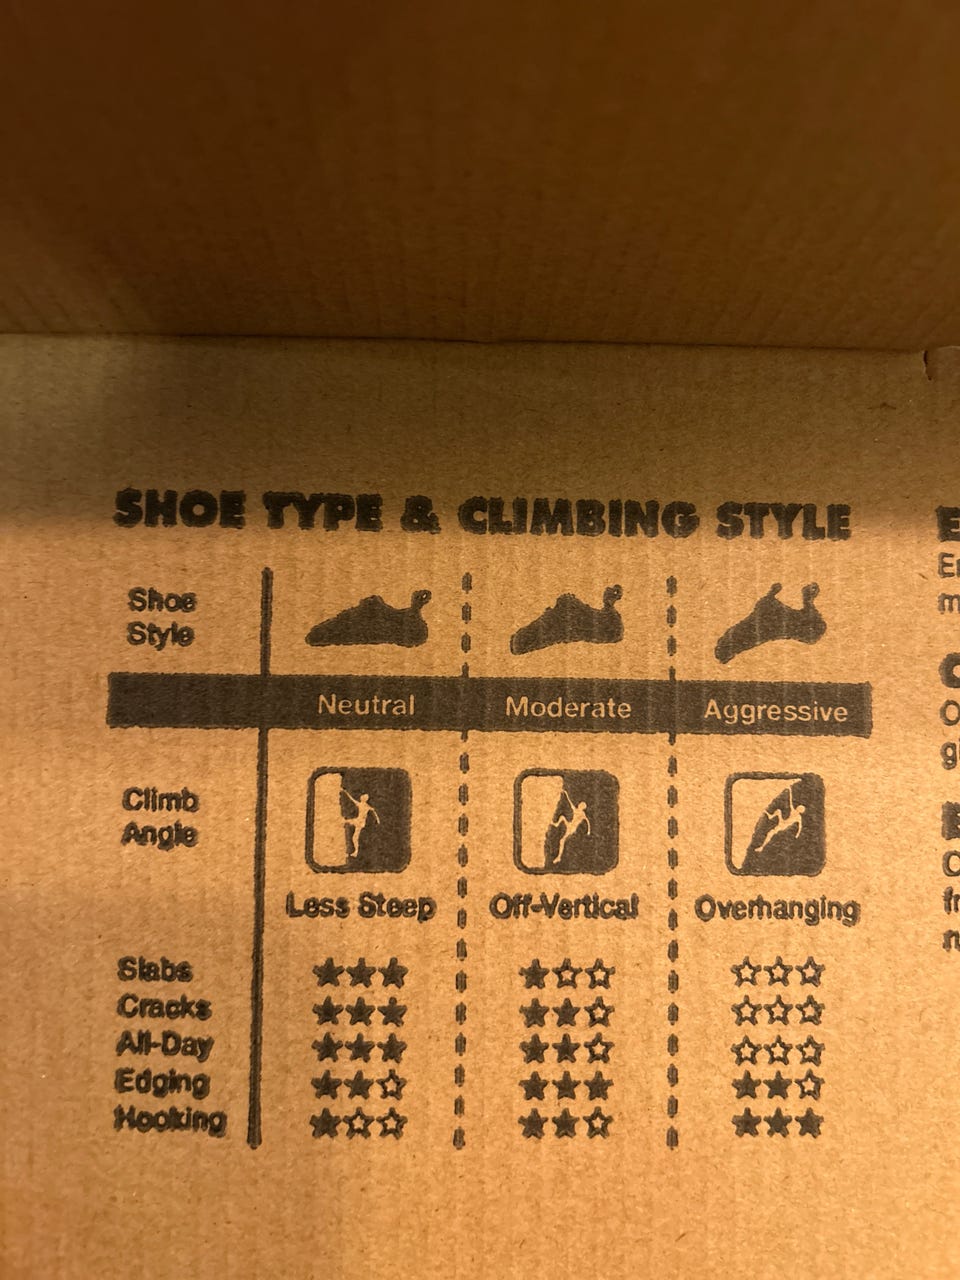 SHOE TYPE & CLIMBING STYLE
Shoe
Style
Neutral Moderate Aggressive
Climb
Angle
Less Steep Off-Vertical Overhanging
Slabs ★★★ ★☆☆ ☆☆☆
Cracks ★★★ ★★☆ ☆☆☆
All-Day ★★★ ★★☆ ☆☆☆
Edging ★★☆ ★★★ ★★☆
Hooking ★☆☆ ★★☆ ★★★